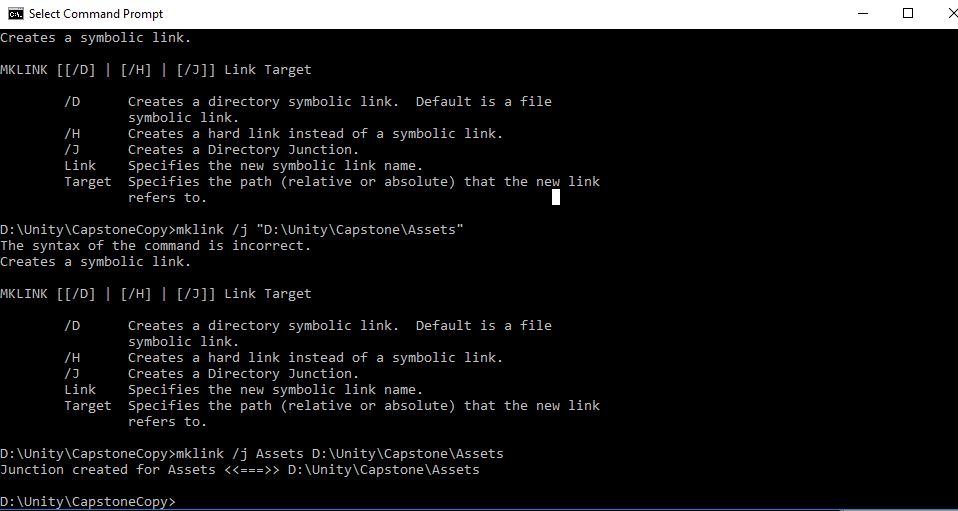 Select Command Prompt
Creates a symbolic link.
MKLINK [[/D] | [/H] | [/J]] Link Target
/D      Creates a directory symbolic link.  Default is a file
symbolic link.
/H      Creates a hard link instead of a symbolic link.
/J      Creates a Directory Junction.
Link    Specifies the new symbolic link name.
Target  Specifies the path (relative or absolute) that the new link
refers to.
D:\Unity\CapstoneCopy>mklink /j "D:\Unity\Capstone\Assets"
The syntax of the command is incorrect.
Creates a symbolic link.
MKLINK [[/D] | [/H] | [/J]] Link Target
/D      Creates a directory symbolic link.  Default is a file
symbolic link.
/H      Creates a hard link instead of a symbolic link.
/J      Creates a Directory Junction.
Link    Specifies the new symbolic link name.
Target  Specifies the path (relative or absolute) that the new link
refers to.
D:\Unity\CapstoneCopy>mklink /j Assets D:\Unity\Capstone\Assets
Junction created for Assets <<===>> D:\Unity\Capstone\Assets
D:\Unity\CapstoneCopy>